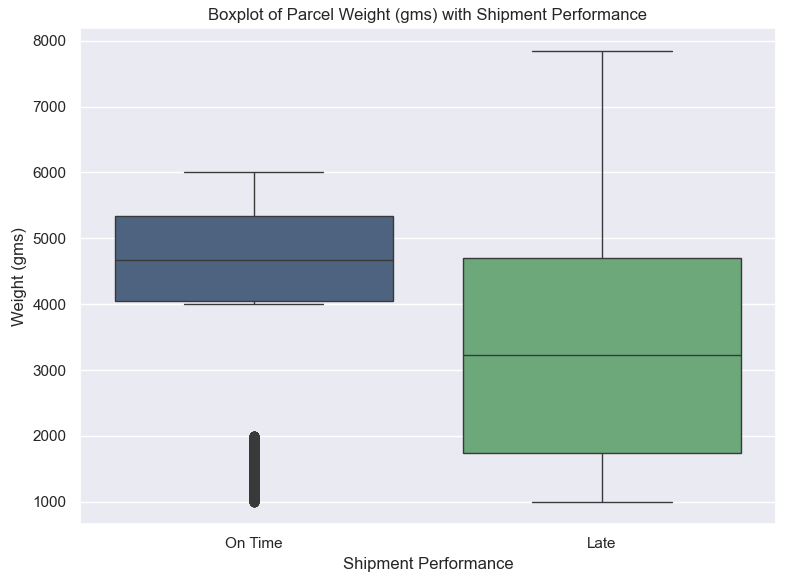 Boxplot of Parcel Weight (gms) with Shipment Performance
8000
7000
6000
5000
4000
3000
2000
1000
Weight (gms)
On Time
Late
Shipment Performance